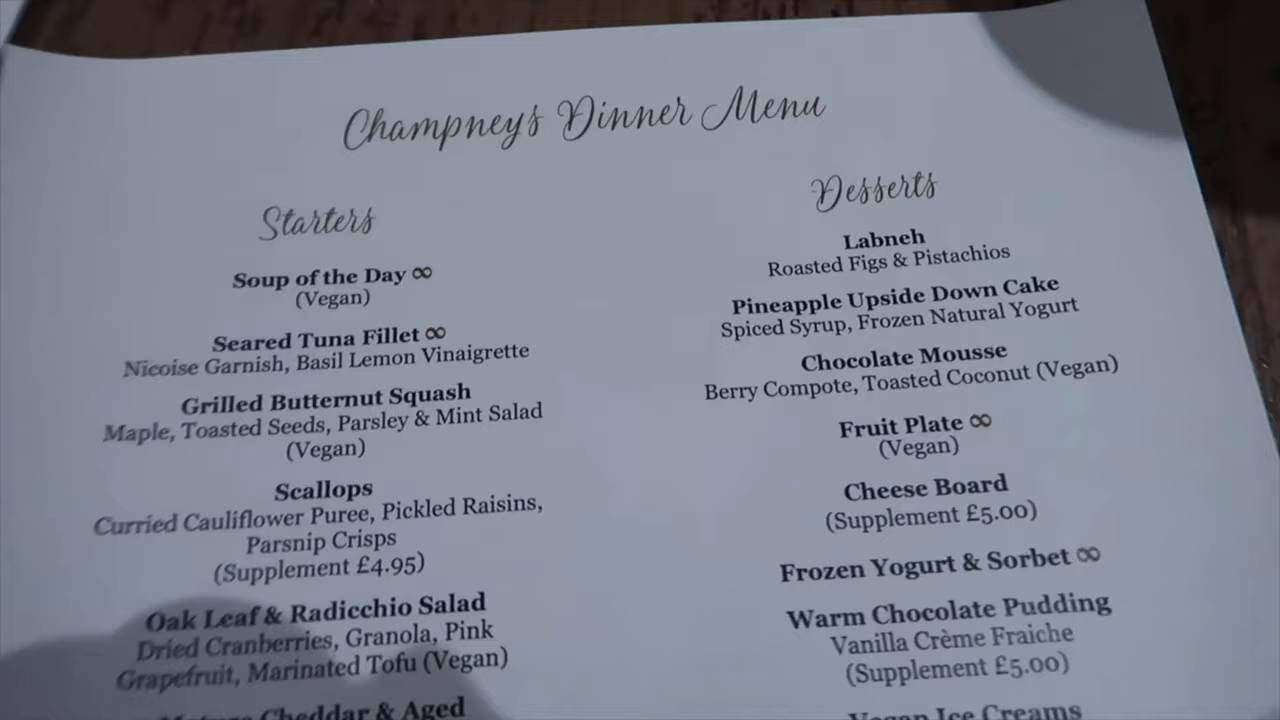 Champneys Dinner Menu
Starters
Soup of the Day ∞
(Vegan)
Seared Tuna Fillet ∞
Nicoise Garnish, Basil Lemon Vinaigrette
Grilled Butternut Squash
Maple, Toasted Seeds, Parsley & Mint Salad
(Vegan)
Scallops
Curried Cauliflower Puree, Pickled Raisins,
Parsnip Crisps
(Supplement £4.95)
Oak Leaf & Radicchio Salad
Dried Cranberries, Granola, Pink
Grapefruit, Marinated Tofu (Vegan)
Mature Cheddar & Aged
Desserts
Labneh
Roasted Figs & Pistachios
Pineapple Upside Down Cake
Spiced Syrup, Frozen Natural Yogurt
Chocolate Mousse
Berry Compote, Toasted Coconut (Vegan)
Fruit Plate ∞
(Vegan)
Cheese Board
(Supplement £5.00)
Frozen Yogurt & Sorbet ∞
Warm Chocolate Pudding
Vanilla Crème Fraiche
(Supplement £5.00)
Vegan Ice Creams